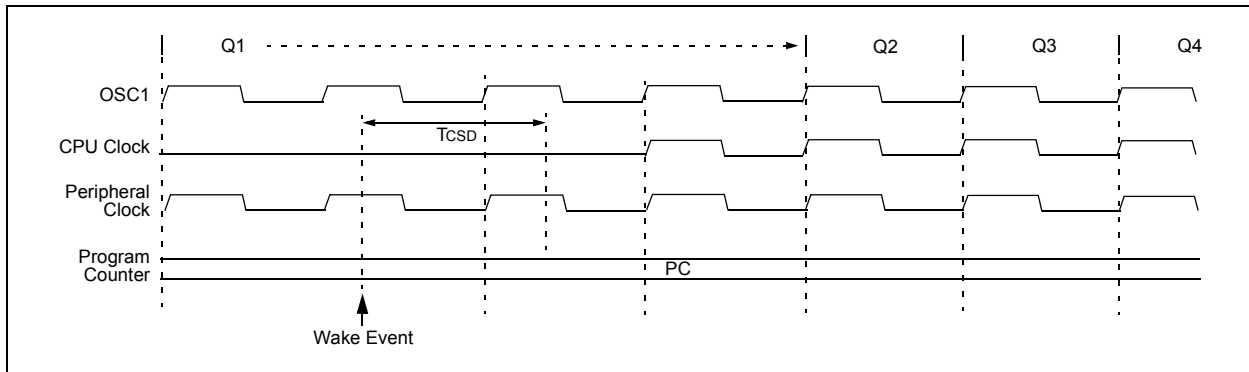 Q1 Q2 Q3 Q4
OSC1
TCSD
CPU Clock
Peripheral
Clock
Program
Counter
PC
Wake Event